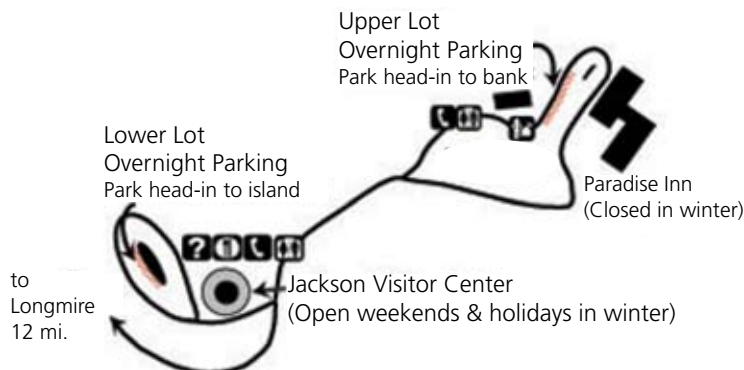 Upper Lot
Overnight Parking
Park head-in to bank
Lower Lot
Overnight Parking
Park head-in to island
Paradise Inn
(Closed in winter)
?
to
Longmire
12 mi.
Jackson Visitor Center
(Open weekends & holidays in winter)